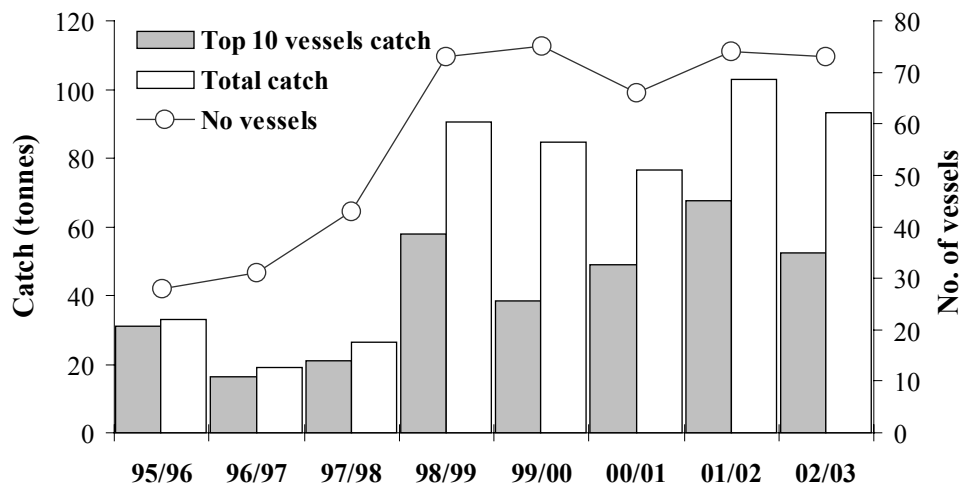 120
100
80
60
40
20
0
Catch (tonnes)
Top 10 vessels catch
Total catch
No vessels
80
70
60
50
40
30
20
10
0
No. of vessels
95/96 96/97 97/98 98/99 99/00 00/01 01/02 02/03